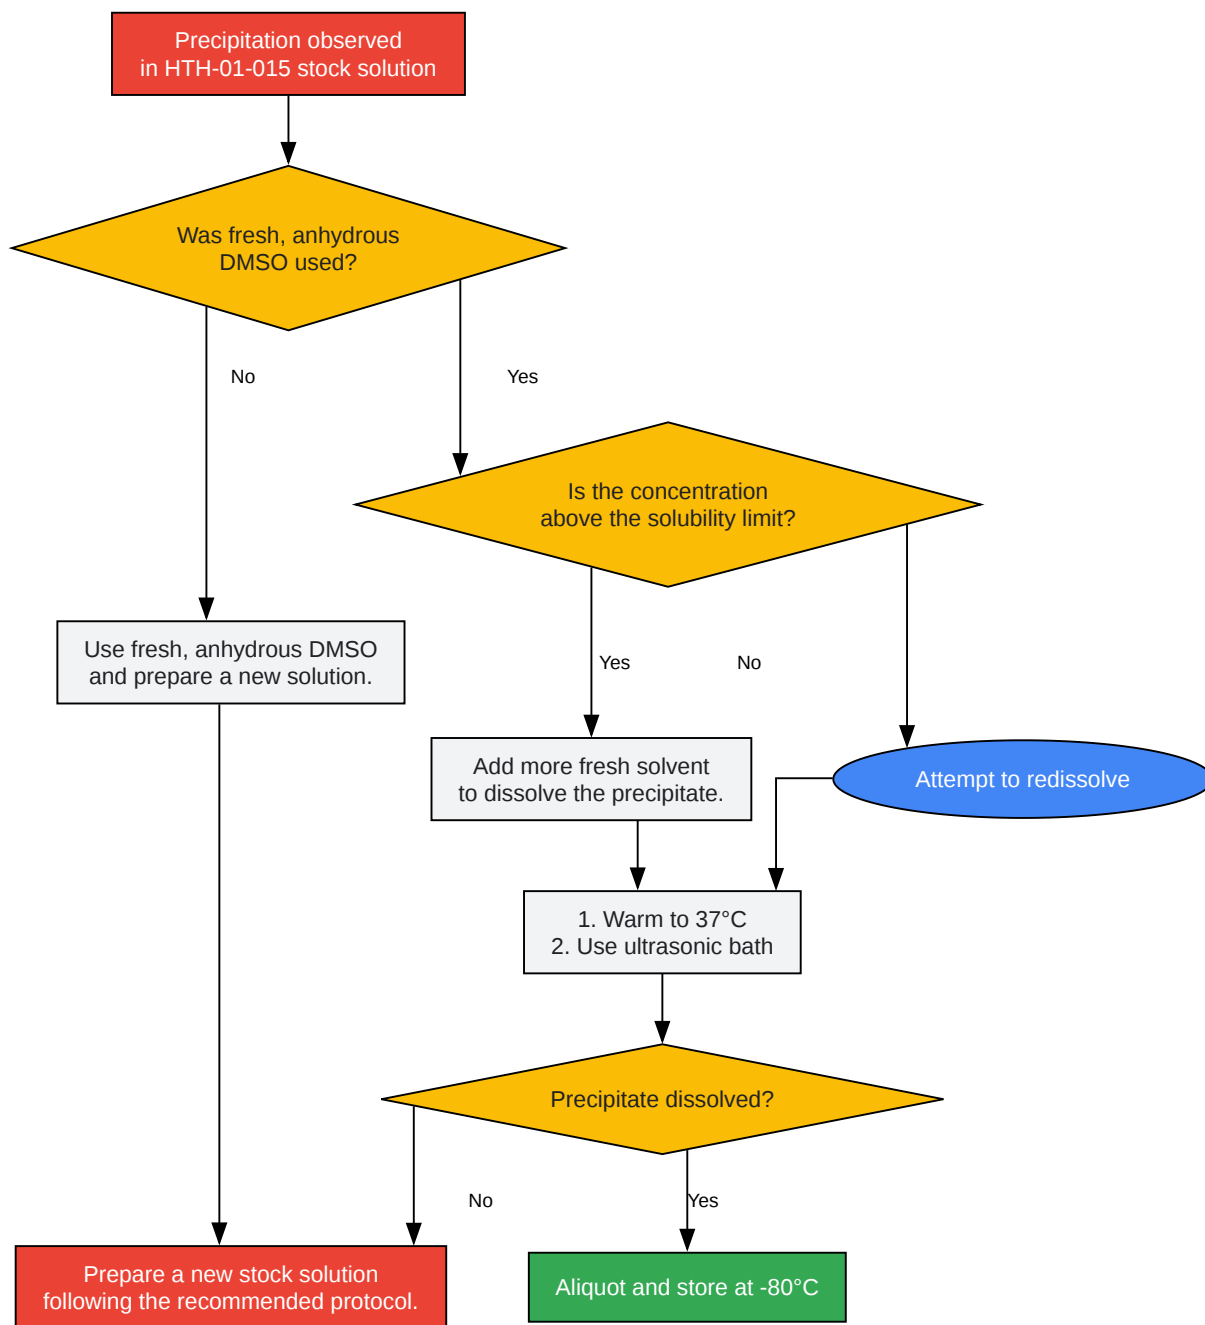 Precipitation observed
in HTH-01-015 stock solution
Was fresh, anhydrous
DMSO used?
No
Yes
Is the concentration
above the solubility limit?
Use fresh, anhydrous DMSO
and prepare a new solution.
Yes
No
Add more fresh solvent
to dissolve the precipitate.
Attempt to redissolve
1. Warm to 37°C
2. Use ultrasonic bath
Precipitate dissolved?
No
Yes
Prepare a new stock solution
following the recommended protocol.
Aliquot and store at -80°C